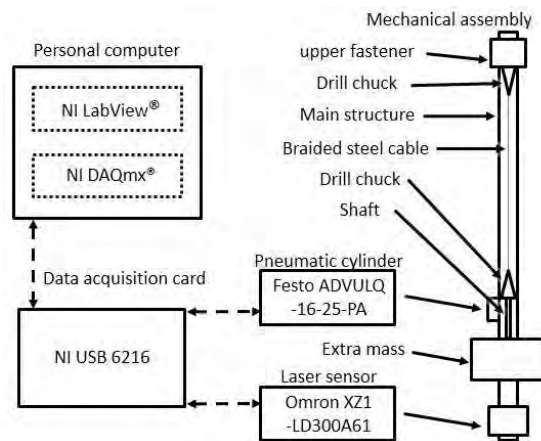 Mechanical assembly
Personal computer
upper fastener
NI LabView®
Drill chuck
Main structure
NI DAQmx®
Braided steel cable
Drill chuck
Shaft
Data acquisition card
Pneumatic cylinder
Festo ADVULQ
-16-25-PA
NI USB 6216
Extra mass
Laser sensor
Omron XZ1
-LD300A61